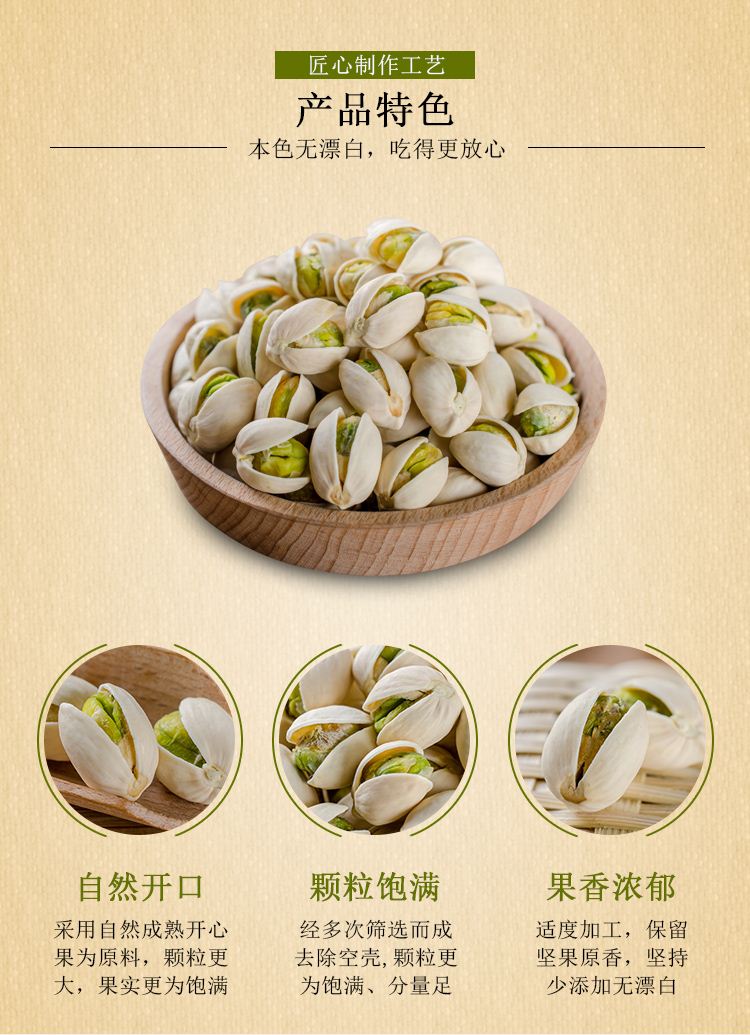 匠心制作工艺
产品特色
本色无漂白，吃得更放心
自然开口
采用自然成熟开心
果为原料，颗粒更
大，果实更为饱满
颗粒饱满
经多次筛选而成
去除空壳,颗粒更
为饱满、分量足
果香浓郁
适度加工，保留
坚果原香，坚持
少添加无漂白